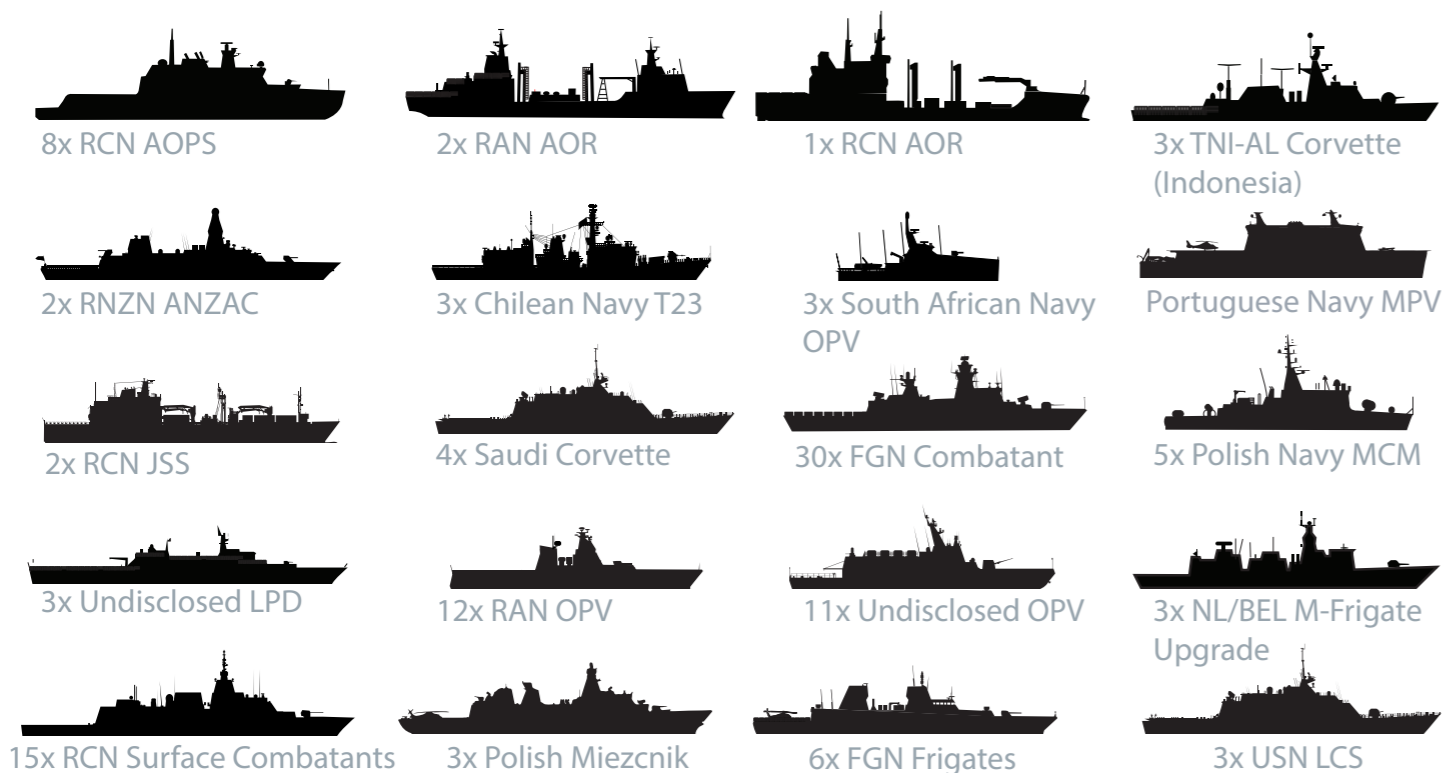 8x RCN AOPS
2x RAN AOR
1x RCN AOR
3x TNI-AL Corvette
(Indonesia)
2x RNZN ANZAC
3x Chilean Navy T23
3x South African Navy
OPV
Portuguese Navy MPV
2x RCN JSS
4x Saudi Corvette
30x FGN Combatant
5x Polish Navy MCM
3x Undisclosed LPD
12x RAN OPV
11x Undisclosed OPV
3x NL/BEL M-Frigate
Upgrade
15x RCN Surface Combatants
3x Polish Miezcnik
6x FGN Frigates
3x USN LCS